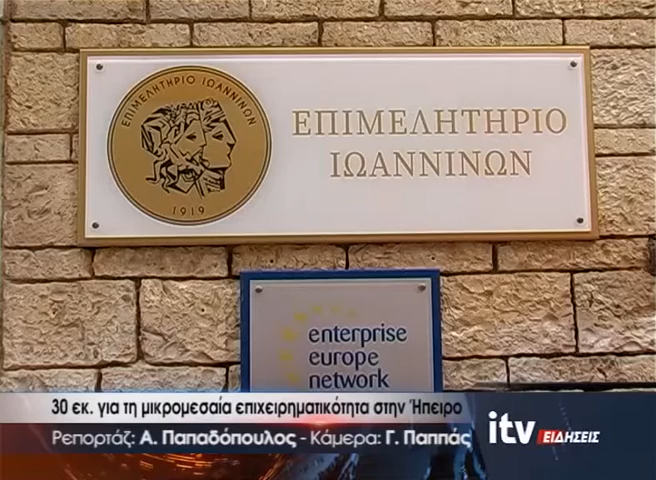 ΕΠΙΜΕΛΗΤΗΡΙΟ ΙΩΑΝΝΙΝΩΝ
1919
ΕΠΙΜΕΛΗΤΗΡΙΟ
ΙΩΑΝΝΙΝΩΝ
enterprise
europe
network
30 εκ. για τη μικρομεσαία επιχειρηματικότητα στην Ήπειρο
Ρεπορτάζ: Α. Παπαδόπουλος - Κάμερα: Γ. Παππάς
itv ΕΙΔΗΣΕΙΣ